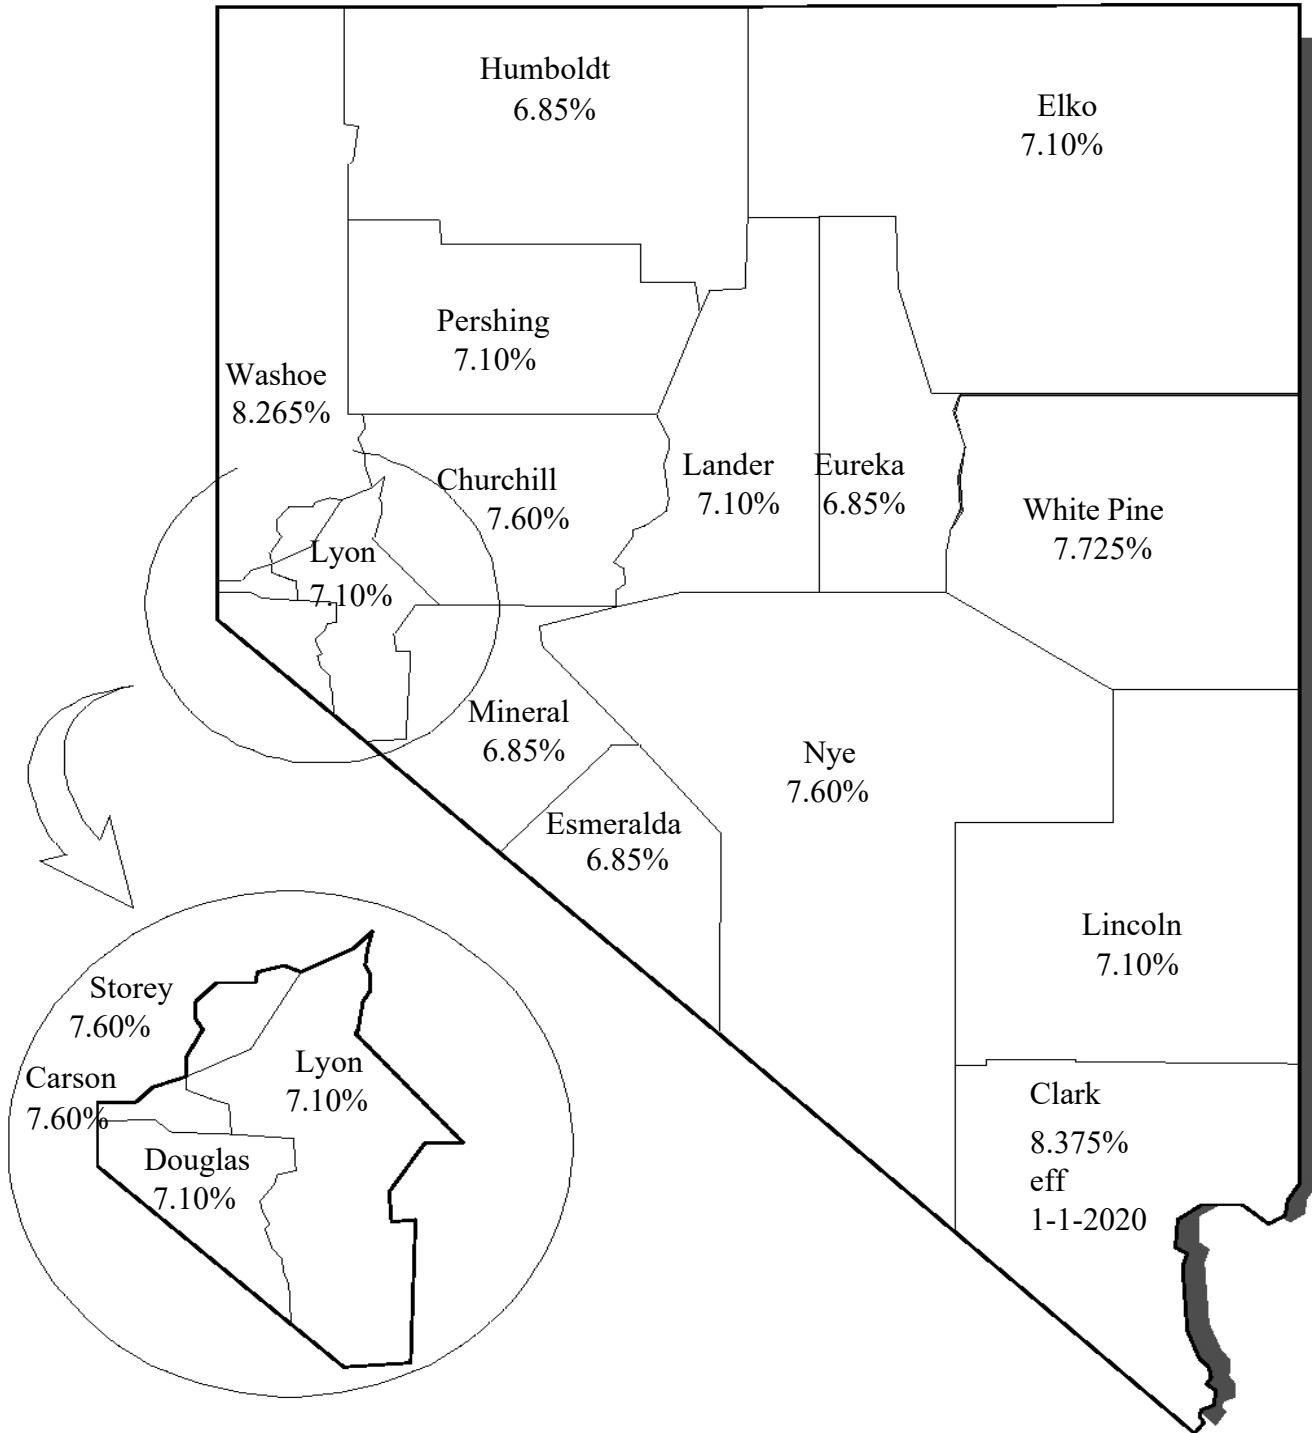 Humboldt
6.85%
Elko
7.10%
Pershing
7.10%
Washoe
8.265%
Churchill
7.60%
Lander
7.10%
Eureka
6.85%
White Pine
7.725%
Lyon
7.10%
Mineral
6.85%
Nye
7.60%
Esmeralda
6.85%
Lincoln
7.10%
Storey
7.60%
Lyon
7.10%
Carson
7.60%
Douglas
7.10%
Clark
8.375%
eff
1-1-2020